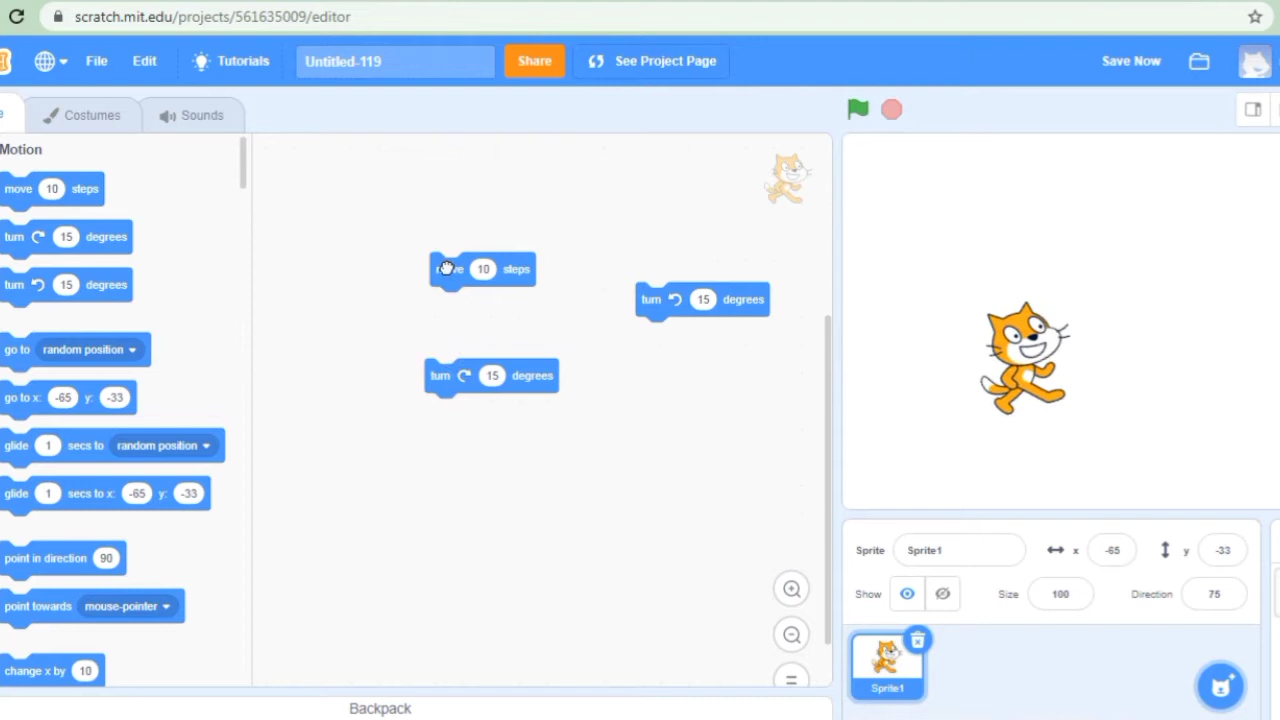 scratch.mit.edu/projects/561635009/editor
File Edit Tutorials Untitled-119 Share See Project Page Save Now
Costumes Sounds
Motion
move 10 steps
turn 15 degrees
turn 15 degrees
go to random position
go to x: -65 y: -33
glide 1 secs to random position
glide 1 secs to x: -65 y: -33
point in direction 90
point towards mouse-pointer
change x by 10
10 steps
turn 15 degrees
turn 15 degrees
Backpack
Sprite Sprite1 x -65 y -33
Show Size 100 Direction 75
Sprite1